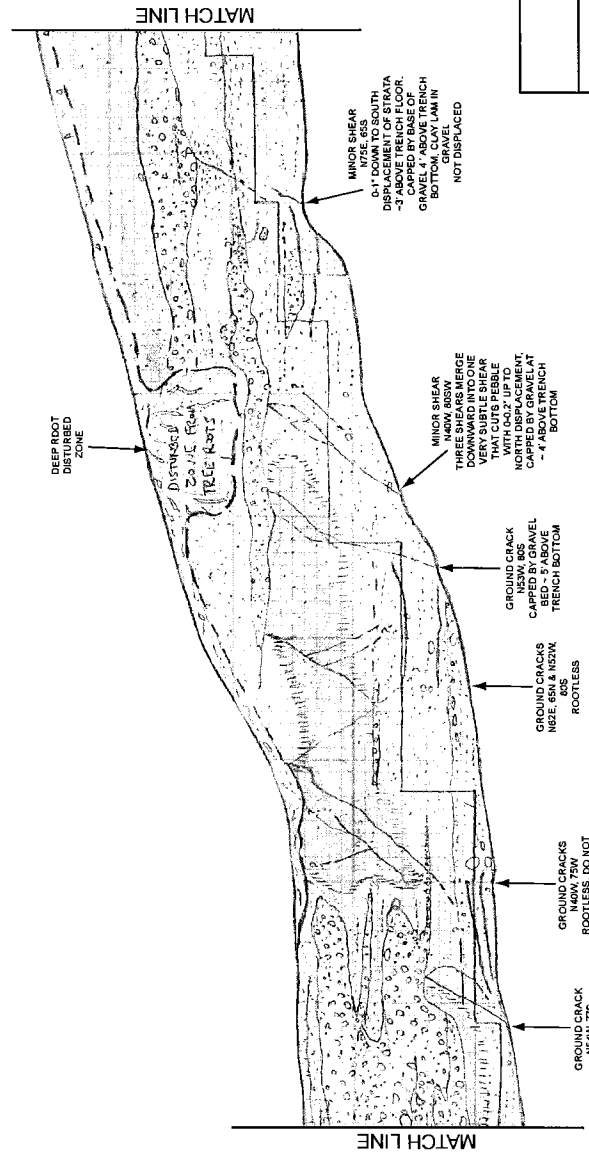 MATCH LINE
DEEP ROOT
DISTURBED
ZONE
DISTURBED
ZONE FROM
TREE ROOTS
MINOR SHEAR
N75E, 65S
0-1" DOWN TO SOUTH
DISPLACEMENT OF STRATA
~3' ABOVE TRENCH FLOOR.
CAPPED BY BASE OF
GRAVEL 4' ABOVE TRENCH
BOTTOM, CLAY LAM IN
GRAVEL
NOT DISPLACED
MINOR SHEAR
N40W, 80SW
THREE SHEARS MERGE
DOWNWARD INTO ONE
VERY SUBTLE SHEAR
THAT CUTS PEBBLE
WITH 0-0.2" UP TO
NORTH DISPLACEMENT,
CAPPED BY GRAVEL AT
~ 4' ABOVE TRENCH
BOTTOM
GROUND CRACK
N53W, 80S
CAPPED BY GRAVEL
BED ~ 5' ABOVE
TRENCH BOTTOM
GROUND CRACKS
N62E, 65N & N52W,
80S
ROOTLESS
GROUND CRACKS
N40W, 75W
ROOTLESS, DO NOT
GROUND CRACK
MATCH LINE